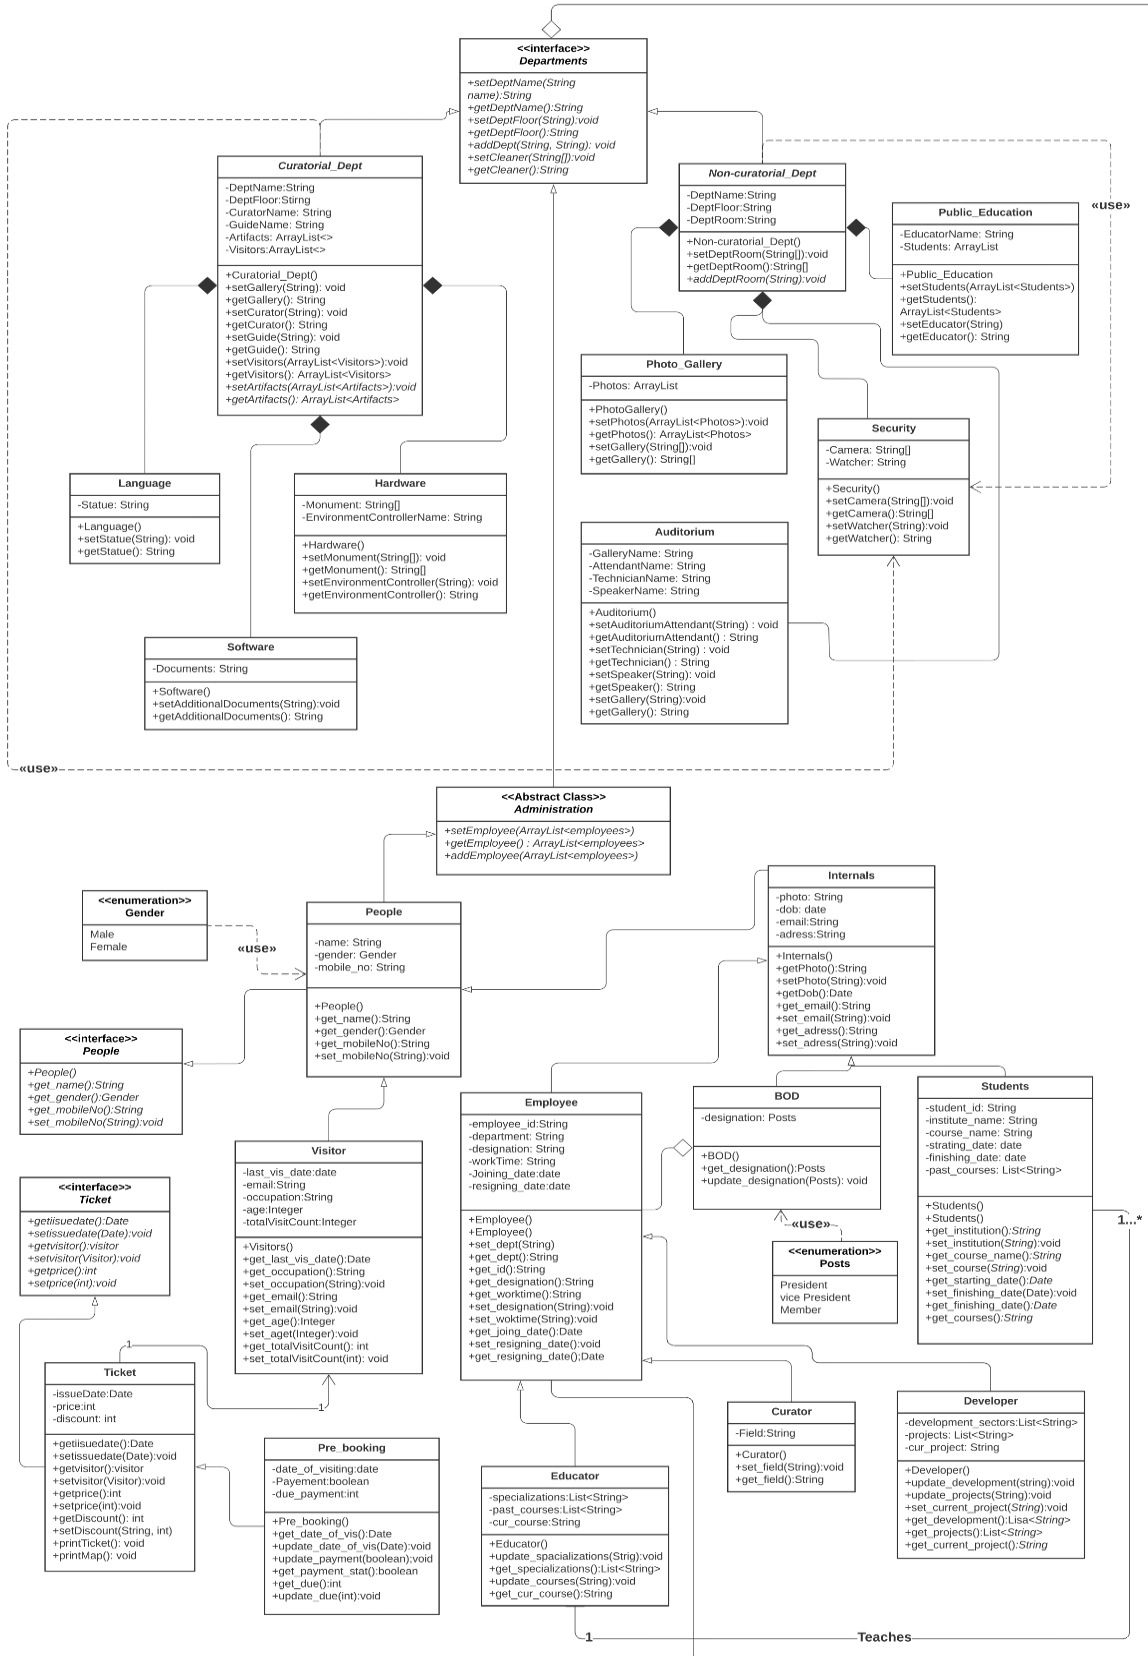 <<interface>>
Departments
+setDeptName(String
name):String
+getDeptName():String
+setDeptFloor(String):void
+getDeptFloor():String
+addDept(String, String): void
+setCleaner(String[]):void
+getCleaner():String
Curatorial_Dept
-DeptName:String
-DeptFloor:Stirng
-CuratorName: String
-GuideName: String
-Artifacts: ArrayList<>
-Visitors:ArrayList<>
+Curatorial_Dept()
+setGallery(String): void
+getGallery(): String
+setCurator(String): void
+getCurator(): String
+setGuide(String): void
+getGuide(): String
+setVisitors(ArrayList<Visitors>):void
+getVisitors(): ArrayList<Visitors>
+setArtifacts(ArrayList<Artifacts>):void
+getArtifacts(): ArrayList<Artifacts>
Non-curatorial_Dept
-DeptName:String
-DeptFloor:String
-DeptRoom:String
+Non-curatorial_Dept()
+setDeptRoom(String[]):void
+getDeptRoom():String[]
+addDeptRoom(String):void
«use»
Public_Education
-EducatorName: String
-Students: ArrayList
+Public_Education
+setStudents(ArrayList<Students>)
+getStudents():
ArrayList<Students>
+setEducator(String)
+getEducator(): String
Photo_Gallery
-Photos: ArrayList
+PhotoGallery()
+setPhotos(ArrayList<Photos>):void
+getPhotos(): ArrayList<Photos>
+setGallery(String[]):void
+getGallery(): String[]
Security
-Camera: String[]
-Watcher: String
+Security()
+setCamera(String[]):void
+getCamera():String[]
+setWatcher(String):void
+getWatcher(): String
Language
-Statue: String
+Language()
+setStatue(String): void
+getStatue(): String
Hardware
-Monument: String[]
-EnvironmentControllerName: String
+Hardware()
+setMonument(String[]): void
+getMonument(): String[]
+setEnvironmentController(String): void
+getEnvironmentController(): String
Auditorium
-GalleryName: String
-AttendantName: String
-TechnicianName: String
-SpeakerName: String
+Auditorium()
+setAuditoriumAttendant(String) : void
+getAuditoriumAttendant() : String
+setTechnician(String) : void
+getTechnician() : String
+setSpeaker(String): void
+getSpeaker(): String
+setGallery(String):void
+getGallery(): String
Software
-Documents: String
+Software()
+setAdditionalDocuments(String):void
+getAdditionalDocuments(): String
«use»
<<Abstract Class>>
Administration
+setEmployee(ArrayList<employees>)
+getEmployee() : ArrayList<employees>
+addEmployee(ArrayList<employees>)
<<enumeration>>
Gender
Male
Female
«use»
People
-name: String
-gender: Gender
-mobile_no: String
+People()
+get_name():String
+get_gender():Gender
+get_mobileNo():String
+set_mobileNo(String):void
Internals
-photo: String
-dob: date
-email:String
-adress:String
+Internals()
+getPhoto():String
+setPhoto(String):void
+getDob():Date
+get_email():String
+set_email(String):void
+get_adress():String
+set_adress(String):void
<<interface>>
People
+People()
+get_name():String
+get_gender():Gender
+get_mobileNo():String
+set_mobileNo(String):void
Employee
-employee_id:String
-department: String
-designation: String
-workTime: String
-Joining_date:date
-resigning_date:date
+Employee()
+Employee()
+set_dept(String)
+get_dept():String
+get_id():String
+get_designation():String
+get_worktime():String
+set_designation(String):void
+set_woktime(String):void
+get_joing_date():Date
+set_resigning_date():void
+get_resigning_date();Date
BOD
-designation: Posts
+BOD()
+get_designation():Posts
+update_designation(Posts): void
«use»
<<enumeration>>
Posts
President
vice President
Member
Students
-student_id: String
-institute_name: String
-course_name: String
-strating_date: date
-finishing_date: date
-past_courses: List<String>
+Students()
+Students()
+get_institution():String
+set_institution(String):void
+get_course_name():String
+set_course(String):void
+get_starting_date():Date
+set_finishing_date(Date):void
+get_finishing_date():Date
+get_courses():String
1...*
Visitor
-last_vis_date:date
-email:String
-occupation:String
-age:Integer
-totalVisitCount:Integer
+Visitors()
+get_last_vis_date():Date
+get_occupation():String
+set_occupation(String):void
+get_email():String
+set_email(String):void
+get_age():Integer
+set_aget(Integer):void
+get_totalVisitCount(): int
+set_totalVisitCount(int): void
<<interface>>
Ticket
+getiisuedate():Date
+setissuedate(Date):void
+getvisitor():visitor
+setvisitor(Visitor):void
+getprice():int
+setprice(int):void
1
1
Ticket
-issueDate:Date
-price:int
-discount: int
+getiisuedate():Date
+setissuedate(Date):void
+getvisitor():visitor
+setvisitor(Visitor):void
+getprice():int
+setprice(int):void
+getDiscount(): int
+setDiscount(String, int)
+printTicket(): void
+printMap(): void
Pre_booking
-date_of_visiting:date
-Payement:boolean
-due_payment:int
+Pre_booking()
+get_date_of_vis():Date
+update_date_of_vis(Date):void
+update_payment(boolean):void
+get_payment_stat():boolean
+get_due():int
+update_due(int):void
Educator
-specializations:List<String>
-past_courses:List<String>
-cur_course:String
+Educator()
+update_spacializations(Strig):void
+get_specializations():List<String>
+update_courses(String):void
+get_cur_course():String
Curator
-Field:String
+Curator()
+set_field(String):void
+get_field():String
Developer
-development_sectors:List<String>
-projects: List<String>
-cur_project: String
+Developer()
+update_development(string):void
+update_projects(String):void
+set_current_project(String):void
+get_development():Lisa<String>
+get_projects():List<String>
+get_current_project():String
1
Teaches